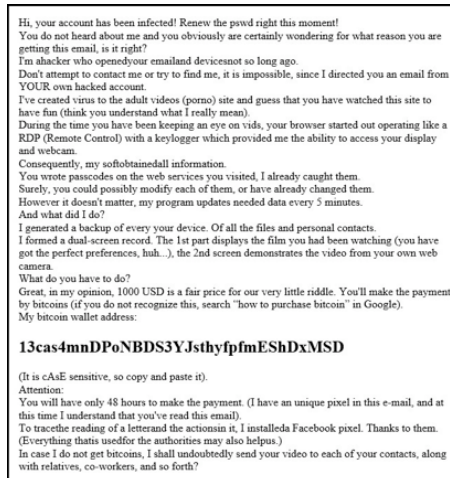 Hi, your account has been infected! Renew the pswd right this moment!
You do not heard about me and you obviously are certainly wondering for what reason you are
getting this email, is it right?
I'm ahacker who openedyour emailand devicesnot so long ago.
Don't attempt to contact me or try to find me, it is impossible, since I directed you an email from
YOUR own hacked account.
I've created virus to the adult videos (porno) site and guess that you have watched this site to
have fun (think you understand what I really mean).
During the time you have been keeping an eye on vids, your browser started out operating like a
RDP (Remote Control) with a keylogger which provided me the ability to access your display
and webcam.
Consequently, my softobtainedall information.
You wrote passcodes on the web services you visited, I already caught them.
Surely, you could possibly modify each of them, or have already changed them.
However it doesn't matter, my program updates needed data every 5 minutes.
And what did I do?
I generated a backup of every your device. Of all the files and personal contacts.
I formed a dual-screen record. The 1st part displays the film you had been watching (you have
got the perfect preferences, huh...), the 2nd screen demonstrates the video from your own web
camera.
What do you have to do?
Great, in my opinion, 1000 USD is a fair price for our very little riddle. You'll make the payment
by bitcoins (if you do not recognize this, search "how to purchase bitcoin" in Google).
My bitcoin wallet address:
13cas4mnDPoNBDS3YJsthyfpfmEShDxMSD
(It is cAsE sensitive, so copy and paste it).
Attention:
You will have only 48 hours to make the payment. (I have an unique pixel in this e-mail, and at
this time I understand that you've read this email).
To tracethe reading of a letterand the actionsin it, I installeda Facebook pixel. Thanks to them.
(Everything thatis usedfor the authorities may also helpus.)
In case I do not get bitcoins, I shall undoubtedly send your video to each of your contacts, along
with relatives, co-workers, and so forth?